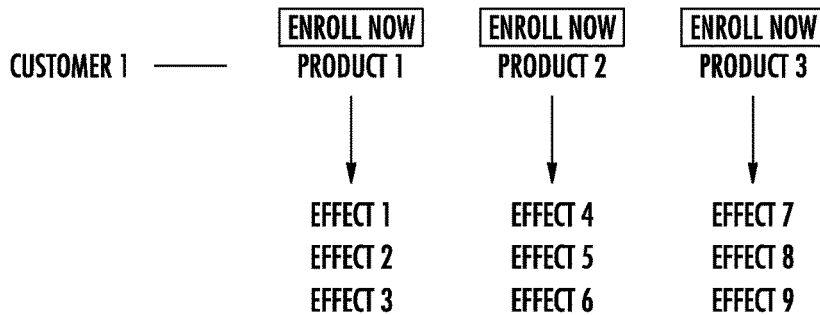 ENROLL NOW ENROLL NOW ENROLL NOW
CUSTOMER 1 PRODUCT 1 PRODUCT 2 PRODUCT 3
EFFECT 1 EFFECT 4 EFFECT 7
EFFECT 2 EFFECT 5 EFFECT 8
EFFECT 3 EFFECT 6 EFFECT 9